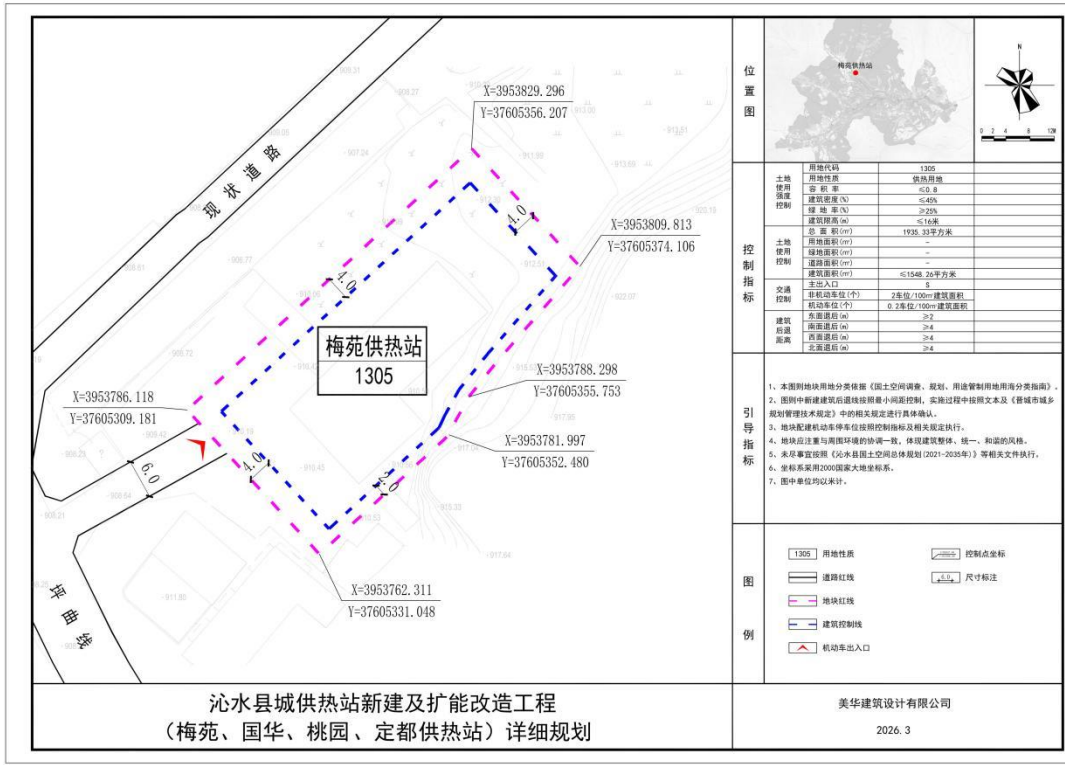 X=3953829.296
Y=37605356.207
现状道路
4.0
X=3953809.813
Y=37605374.106
4.0
梅苑供热站
1305
X=3953788.298
Y=37605355.753
X=3953786.118
Y=37605309.181
X=3953781.997
Y=37605352.480
6.0
4.0
2.0
X=3953762.311
Y=37605331.048
坪曲线
沁水县城供热站新建及扩能改造工程
（梅苑、国华、桃园、定都供热站）详细规划
位置图
梅苑供热站
N
0 2 4 8 12M
控制指标
土地使用强度控制
用地代码 1305
用地性质 供热用地
容积率 ≤0.8
建筑密度(%) ≤45%
绿地率(%) ≥25%
建筑限高(m) ≤16米
土地使用控制
总面积(㎡) 1935.33平方米
用地面积(㎡) -
绿地面积(㎡) -
道路面积(㎡) -
建筑面积(㎡) ≤1548.26平方米
交通控制
主出入口 S
非机动车位(个) 2车位/100㎡建筑面积
机动车位(个) 0.2车位/100㎡建筑面积
建筑后退距离
东面退后(m) ≥2
南面退后(m) ≥4
西面退后(m) ≥4
北面退后(m) ≥4
引导指标
1、本图则地块用地分类依据《国土空间调查、规划、用途管制用地用海分类指南》。
2、图则中新建建筑后退线按照最小间距控制，实施过程中按照文本及《晋城市城乡
规划管理技术规定》中的相关规定进行具体确认。
3、地块配建机动车停车位按照控制指标及相关规定执行。
4、地块应注重与周围环境的协调一致，体现建筑整体、统一、和谐的风格。
5、未尽事宜按照《沁水县国土空间总体规划(2021-2035年)》等相关文件执行。
6、坐标系采用2000国家大地坐标系。
7、图中单位均以米计。
图例
1305 用地性质
控制点坐标
道路红线
6.0 尺寸标注
地块红线
建筑控制线
机动车出入口
美华建筑设计有限公司
2026.3